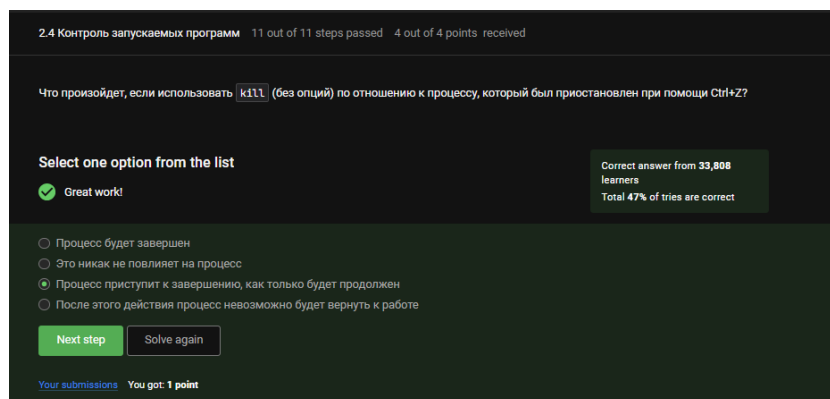 2.4 Контроль запускаемых программ 11 out of 11 steps passed 4 out of 4 points received
Что произойдет, если использовать kill (без опций) по отношению к процессу, который был приостановлен при помощи Ctrl+Z?
Select one option from the list
Great work!
Correct answer from 33,808
learners
Total 47% of tries are correct
Процесс будет завершен
Это никак не повлияет на процесс
Процесс приступит к завершению, как только будет продолжен
После этого действия процесс невозможно будет вернуть к работе
Next step Solve again
Your submissions You got: 1 point